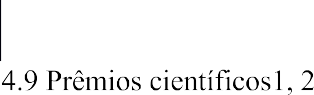 4.9 Prêmios científicos1, 2